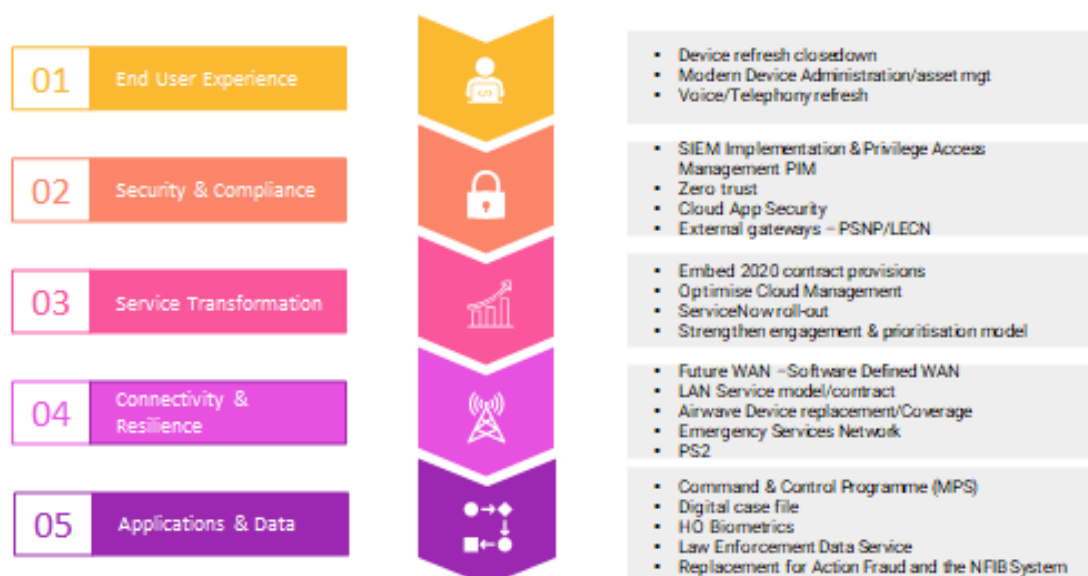 01
End User Experience
Device refresh closedown
Modern Device Administration/asset mgt
Voice/Telephony refresh
02
Security & Compliance
SIEM Implementation & Privilege Access
Management PIM
Zero trust
Cloud App Security
External gateways – PSNP/LECN
03
Service Transformation
Embed 2020 contract provisions
Optimise Cloud Management
ServiceNow roll-out
Strengthen engagement & prioritisation model
04
Connectivity &
Resilience
Future WAN –Software Defined WAN
LAN Service model/contract
Airwave Device replacement/Coverage
Emergency Services Network
PS2
05
Applications & Data
Command & Control Programme (MPS)
Digital case file
HO Biometrics
Law Enforcement Data Service
Replacement for Action Fraud and the NFIB System